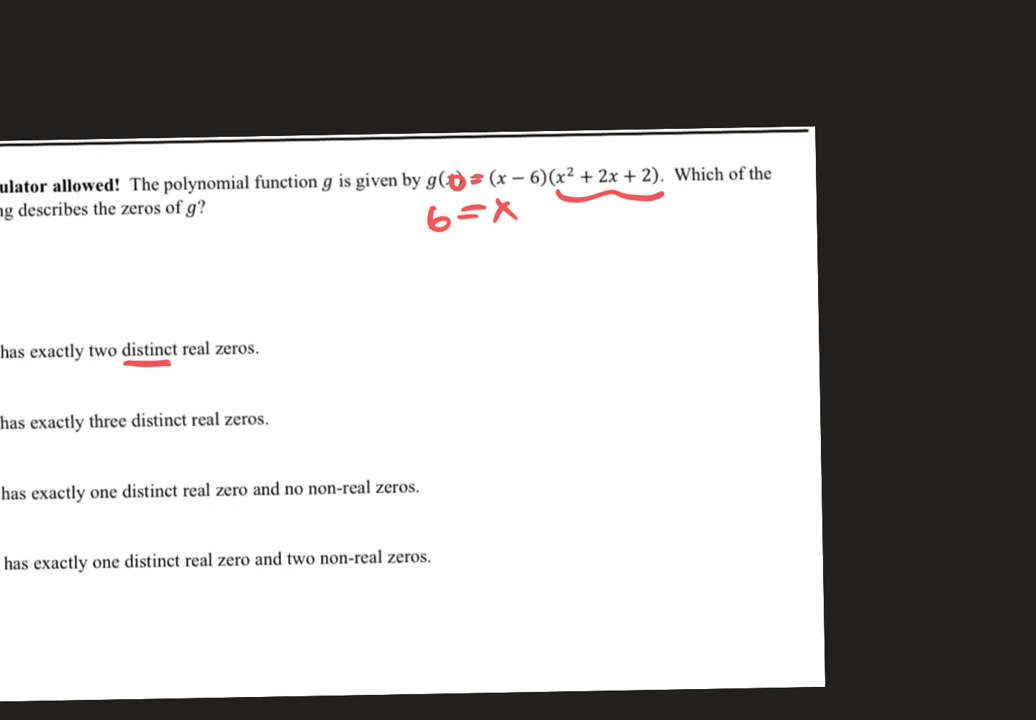 ulator allowed! The polynomial function g is given by g(x) = (x − 6)(x² + 2x + 2). Which of the
0 =
ng describes the zeros of g?
6 = x
has exactly two distinct real zeros.
has exactly three distinct real zeros.
has exactly one distinct real zero and no non-real zeros.
has exactly one distinct real zero and two non-real zeros.